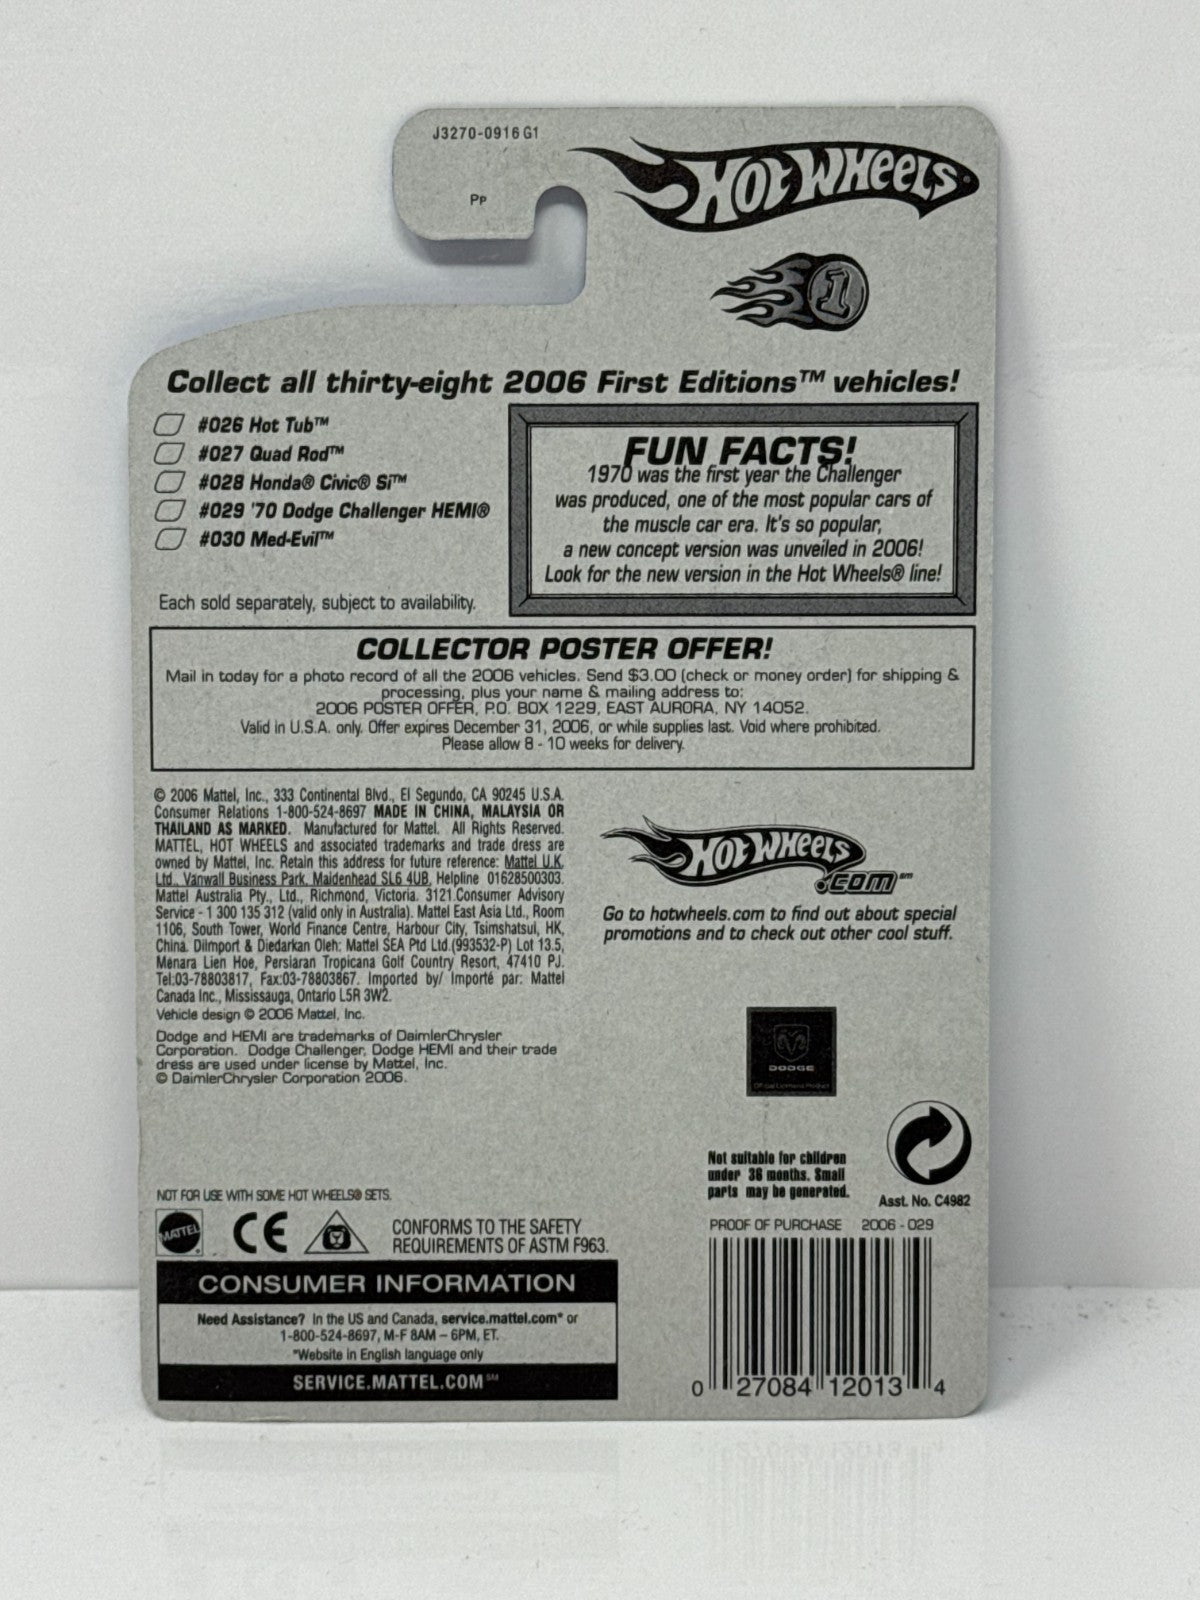 J3270-0916 G1
PP
HOT WHEELS
1
Collect all thirty-eight 2006 First Editions™ vehicles!
#026 Hot Tub™
#027 Quad Rod™
#028 Honda® Civic® Si™
#029 '70 Dodge Challenger HEMI®
#030 Med-Evil™
Each sold separately, subject to availability.
FUN FACTS!
1970 was the first year the Challenger
was produced, one of the most popular cars of
the muscle car era. It's so popular,
a new concept version was unveiled in 2006!
Look for the new version in the Hot Wheels® line!
COLLECTOR POSTER OFFER!
Mail in today for a photo record of all the 2006 vehicles. Send $3.00 (check or money order) for shipping &
processing, plus your name & mailing address to:
2006 POSTER OFFER, P.O. BOX 1229, EAST AURORA, NY 14052.
Valid in U.S.A. only. Offer expires December 31, 2006, or while supplies last. Void where prohibited.
Please allow 8 - 10 weeks for delivery.
© 2006 Mattel, Inc., 333 Continental Blvd., El Segundo, CA 90245 U.S.A.
Consumer Relations 1-800-524-8697 MADE IN CHINA, MALAYSIA OR
THAILAND AS MARKED. Manufactured for Mattel. All Rights Reserved.
MATTEL, HOT WHEELS and associated trademarks and trade dress are
owned by Mattel, Inc. Retain this address for future reference: Mattel U.K.
Ltd., Vanwall Business Park, Maidenhead SL6 4UB. Helpline 01628500303.
Mattel Australia Pty., Ltd., Richmond, Victoria. 3121.Consumer Advisory
Service - 1 300 135 312 (valid only in Australia). Mattel East Asia Ltd., Room
1106, South Tower, World Finance Centre, Harbour City, Tsimshatsui, HK,
China. DiImport & Diedarkan Oleh: Mattel SEA Ptd Ltd.(993532-P) Lot 13.5,
Menara Lien Hoe, Persiaran Tropicana Golf Country Resort, 47410 PJ.
Tel:03-78803817, Fax:03-78803867. Imported by/ Importé par: Mattel
Canada Inc., Mississauga, Ontario L5R 3W2.
Vehicle design © 2006 Mattel, Inc.
Dodge and HEMI are trademarks of DaimlerChrysler
Corporation. Dodge Challenger, Dodge HEMI and their trade
dress are used under license by Mattel, Inc.
© DaimlerChrysler Corporation 2006.
HOT WHEELS
.COM℠
Go to hotwheels.com to find out about special
promotions and to check out other cool stuff.
DODGE
Official Licensed Product
Not suitable for children
under 36 months. Small
parts may be generated.
Asst. No. C4982
NOT FOR USE WITH SOME HOT WHEELS® SETS.
MATTEL®
CE
CONFORMS TO THE SAFETY
REQUIREMENTS OF ASTM F963.
CONSUMER INFORMATION
Need Assistance? In the US and Canada, service.mattel.com* or
1-800-524-8697, M-F 8AM – 6PM, ET.
*Website in English language only
SERVICE.MATTEL.COM℠
PROOF OF PURCHASE 2006 - 029
0 27084 12013 4